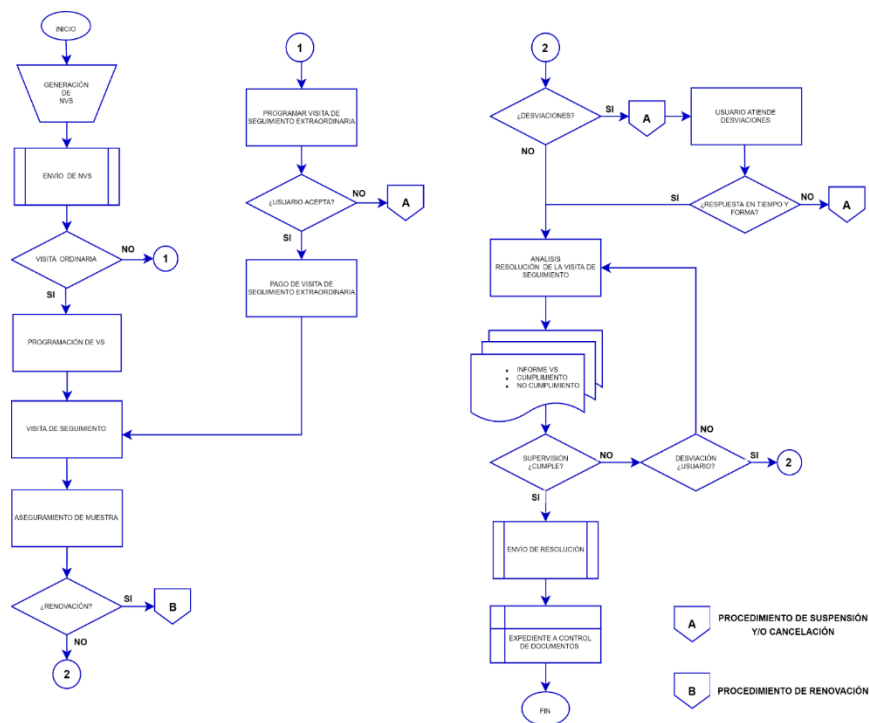 INICIO
GENERACIÓN
DE
NVS
ENVÍO DE NVS
VISITA ORDINARIA
NO
1
SI
PROGRAMACIÓN DE VS
VISITA DE SEGUIMIENTO
ASEGURAMIENTO DE MUESTRA
¿RENOVACIÓN?
SI
B
NO
2
1
PROGRAMAR VISITA DE
SEGUIMIENTO EXTRAORDINARIA
¿USUARIO ACEPTA?
NO
A
SI
PAGO DE VISITA DE
SEGUIMIENTO EXTRAORDINARIA
2
¿DESVIACIONES?
SI
A
USUARIO ATIENDE
DESVIACIONES
NO
SI
¿RESPUESTA EN TIEMPO Y
FORMA?
NO
A
ANALISIS
RESOLUCIÓN DE LA VISITA DE
SEGUIMIENTO
• INFORME VS
• CUMPLIMIENTO
• NO CUMPLIMIENTO
SUPERVISIÓN
¿CUMPLE?
NO
DESVIACIÓN
¿USUARIO?
NO
SI
2
SI
ENVÍO DE RESOLUCIÓN
EXPEDIENTE A CONTROL
DE DOCUMENTOS
FIN
A
PROCEDIMIENTO DE SUSPENSIÓN
Y/O CANCELACIÓN
B
PROCEDIMIENTO DE RENOVACIÓN